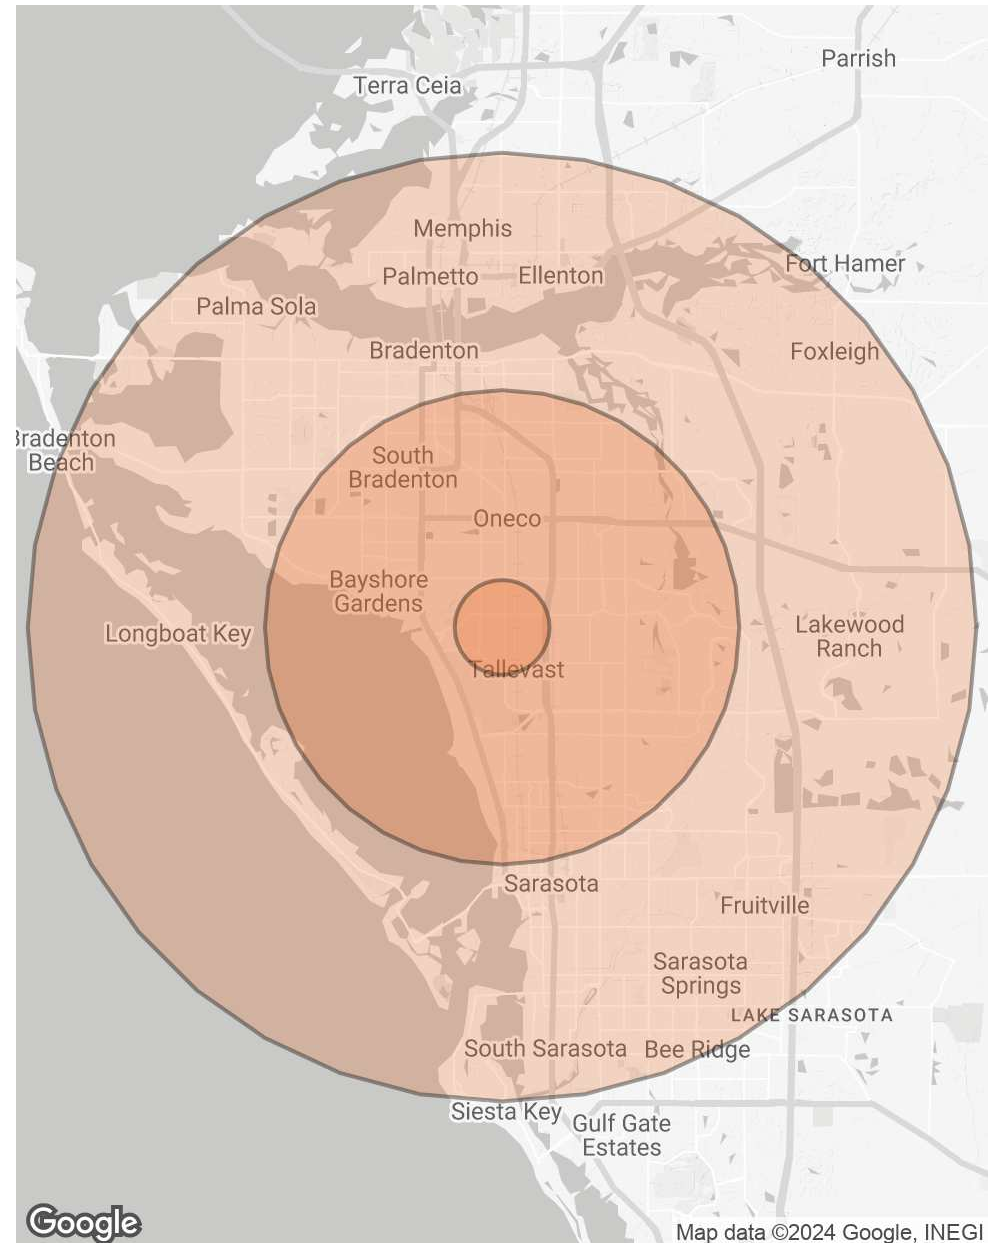 Parrish
Terra Ceia
Memphis
Fort Hamer
Palmetto
Ellenton
Palma Sola
Bradenton
Foxleigh
Bradenton
Beach
South
Bradenton
Oneco
Bayshore
Gardens
Longboat Key
Lakewood
Ranch
Tallevast
Sarasota
Fruitville
Sarasota
Springs
LAKE SARASOTA
South Sarasota
Bee Ridge
Siesta Key
Gulf Gate
Estates
Google
Map data ©2024 Google, INEGI